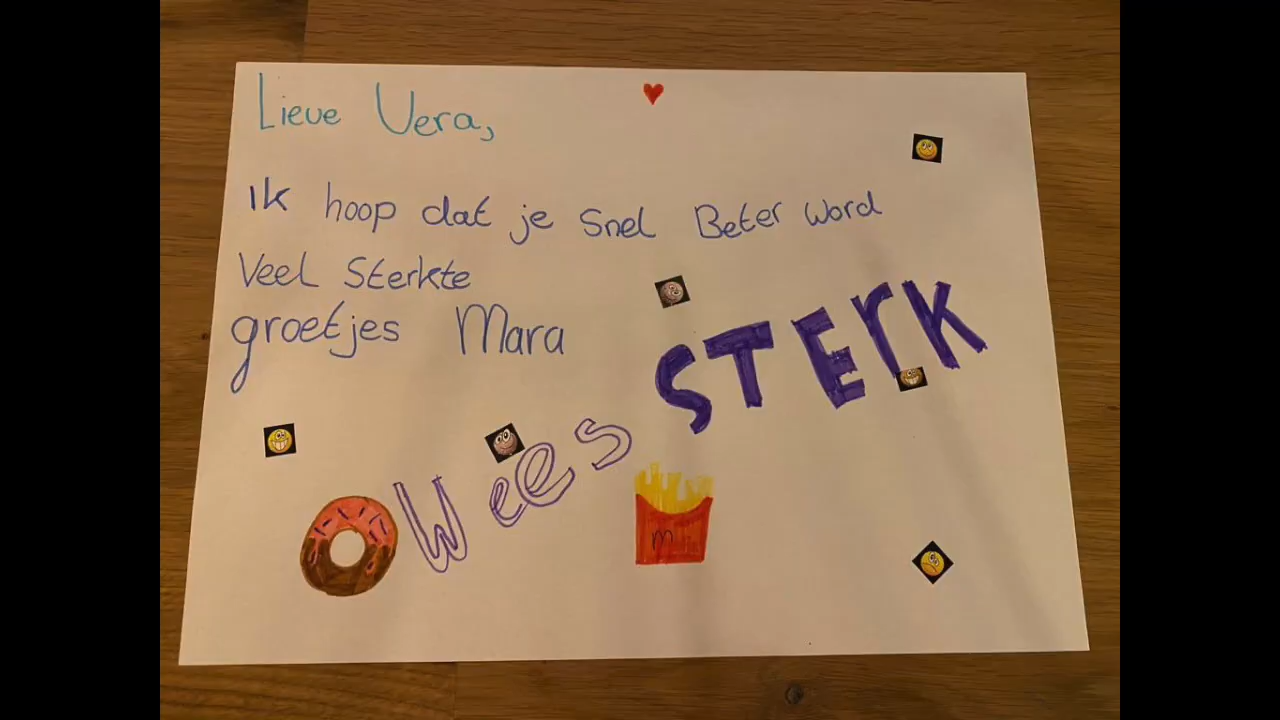 Lieve Vera,
Ik hoop dat je Snel Beter word
Veel Sterkte
groetjes Mara
Wees STERK
m